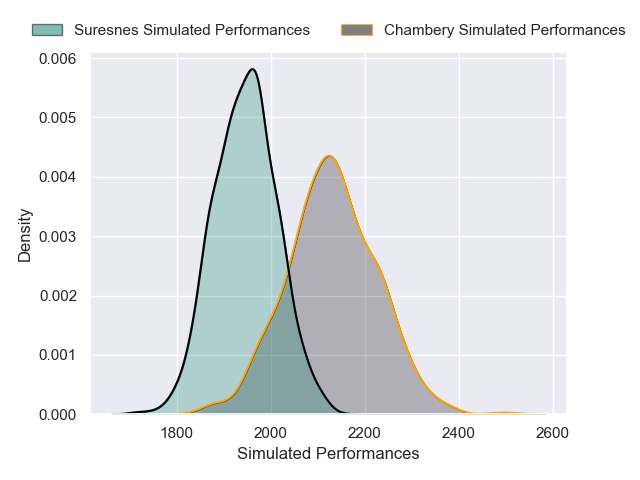 Suresnes Simulated Performances
Chambery Simulated Performances
0.006
0.005
0.004
0.003
0.002
0.001
0.000
Density
1800 2000 2200 2400 2600
Simulated Performances